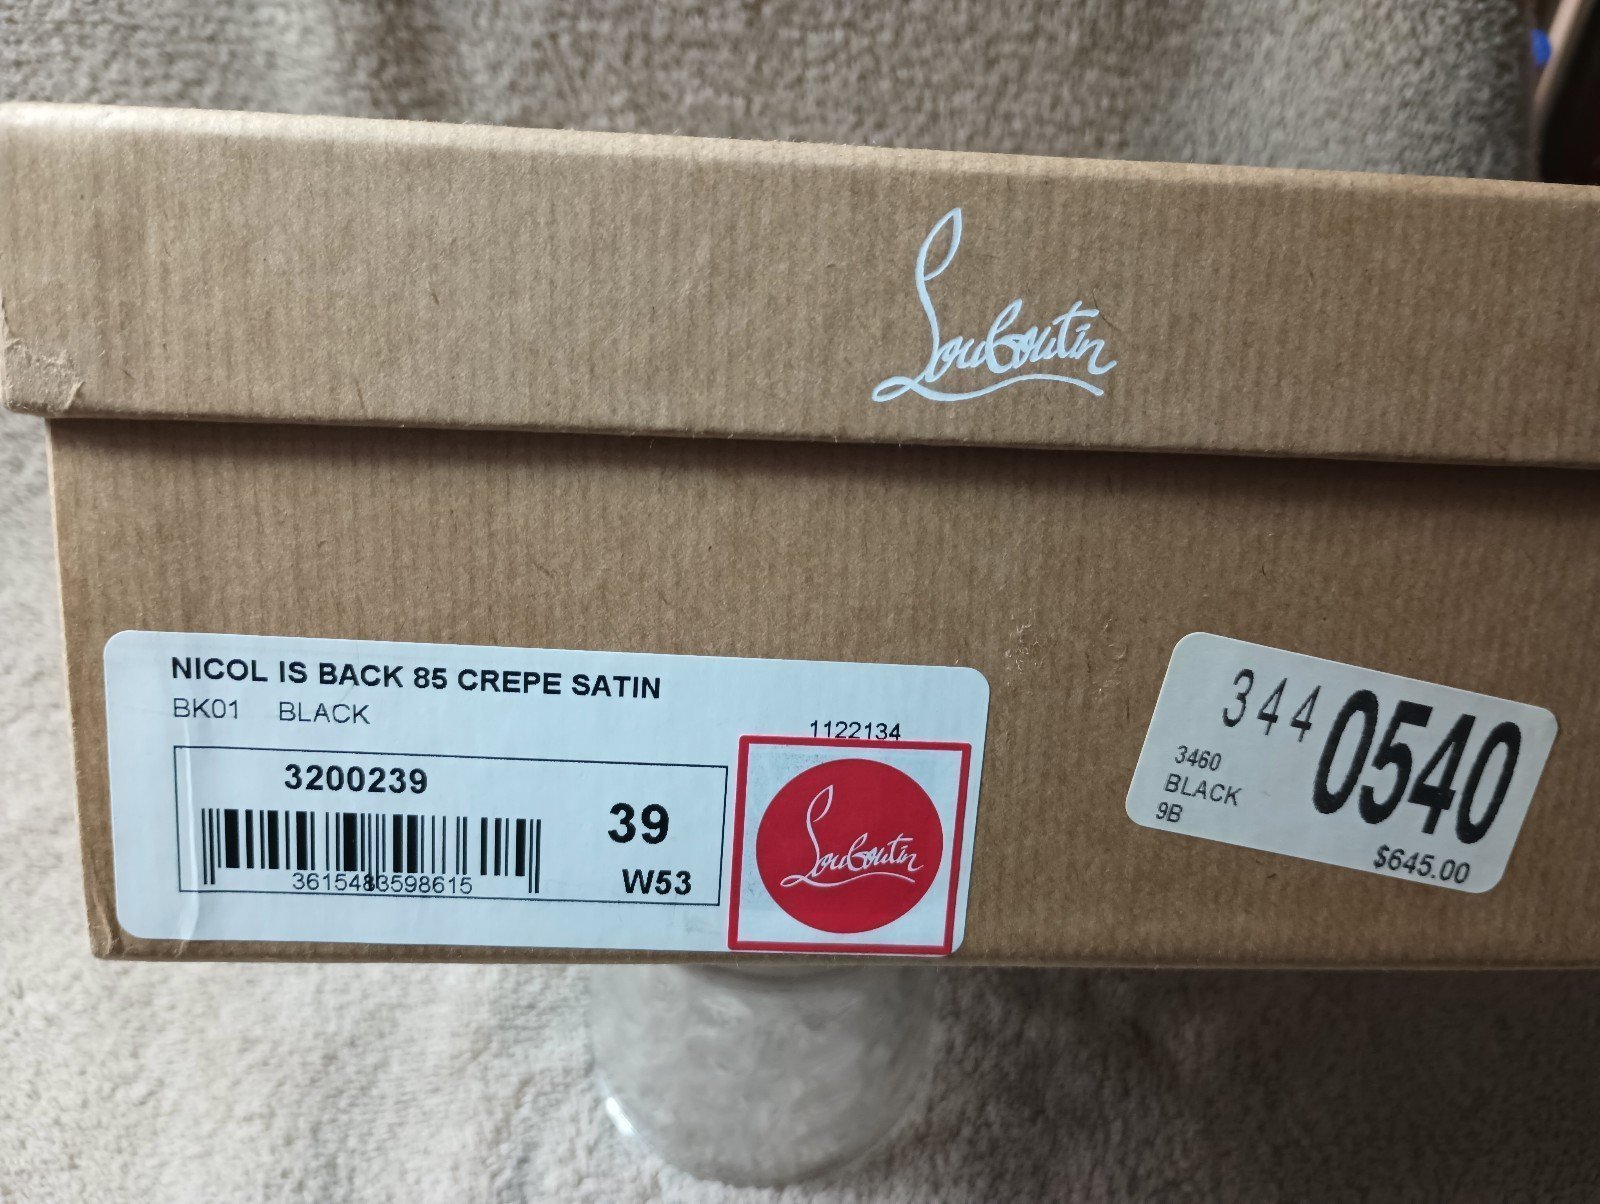 Louboutin
NICOL IS BACK 85 CREPE SATIN
BK01 BLACK
1122134
3200239
39
3615483598615
W53
Louboutin
344 0540
3460
BLACK
9B
$645.00